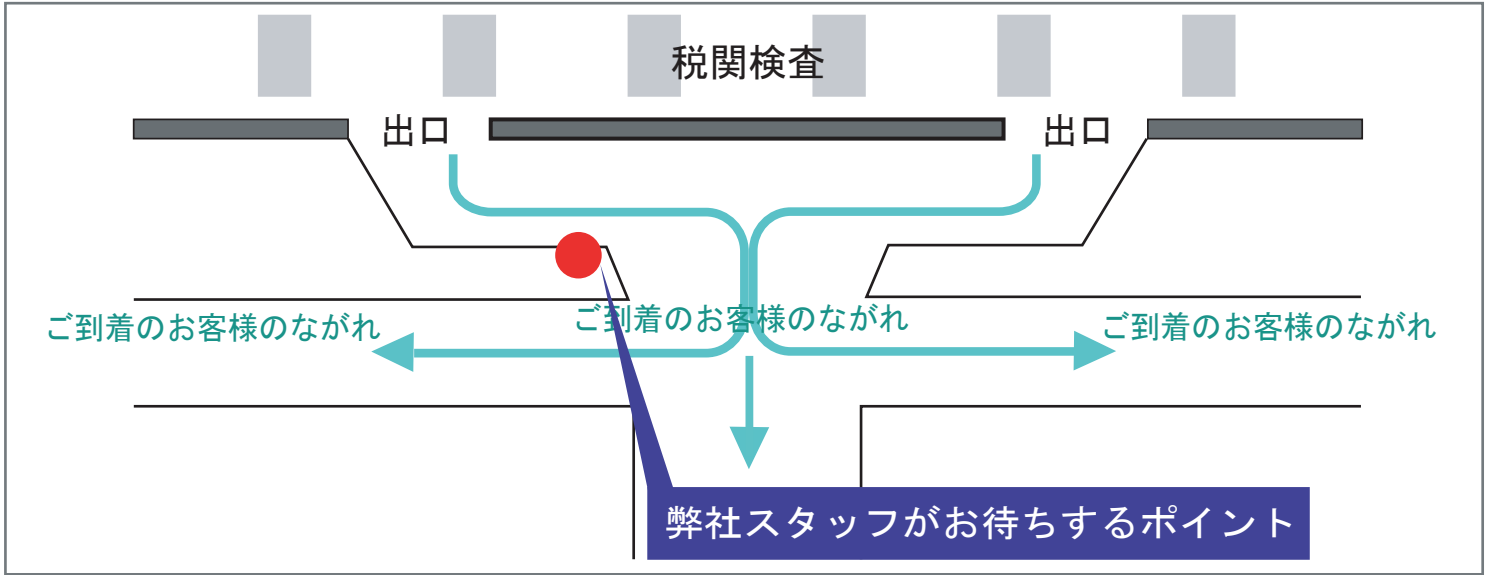 税関検査
出口
出口
ご到着のお客様のながれ
ご到着のお客様のながれ
ご到着のお客様のながれ
弊社スタッフがお待ちするポイント